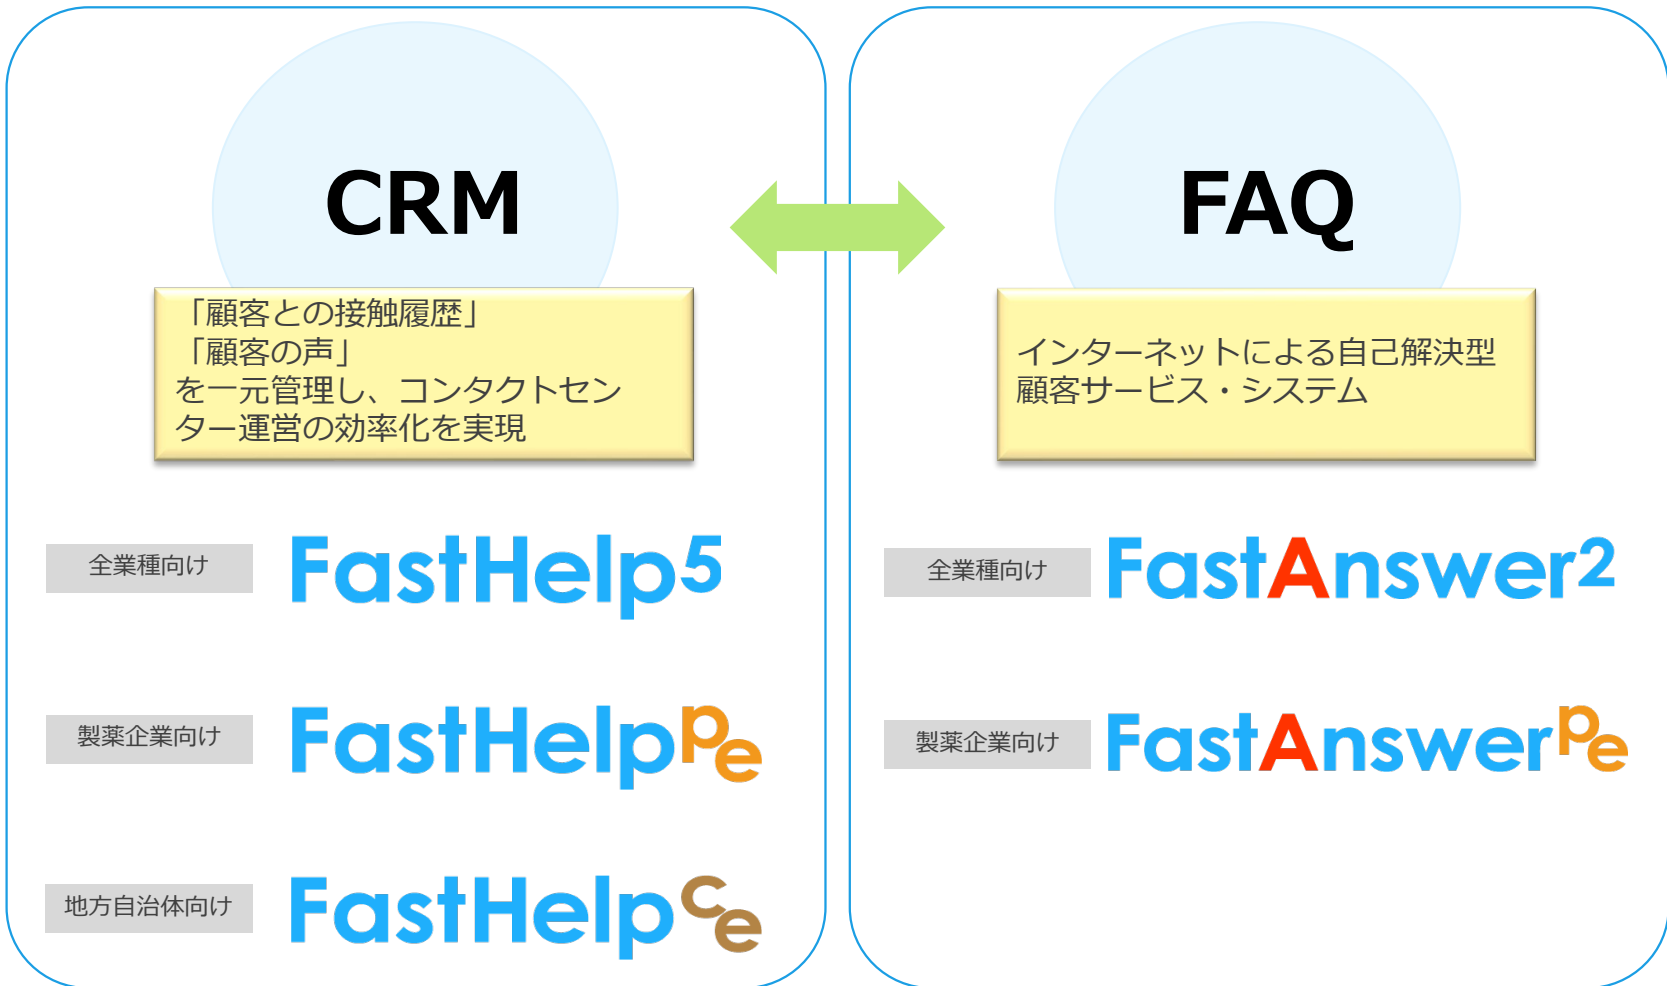 CRM
「顧客との接触履歴」
「顧客の声」
を一元管理し、コンタクトセン
ター運営の効率化を実現
全業種向け
FastHelp5
製薬企業向け
FastHelppe
地方自治体向け
FastHelpce
FAQ
インターネットによる自己解決型
顧客サービス・システム
全業種向け
FastAnswer2
製薬企業向け
FastAnswerpe